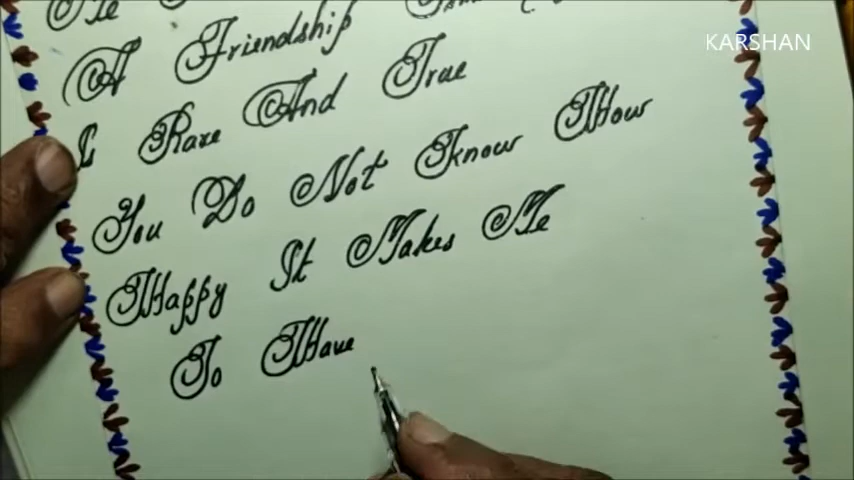 KARSHAN
A Friendship
I Rare And True
You Do Not Know How
Happy It Makes Me
To Have